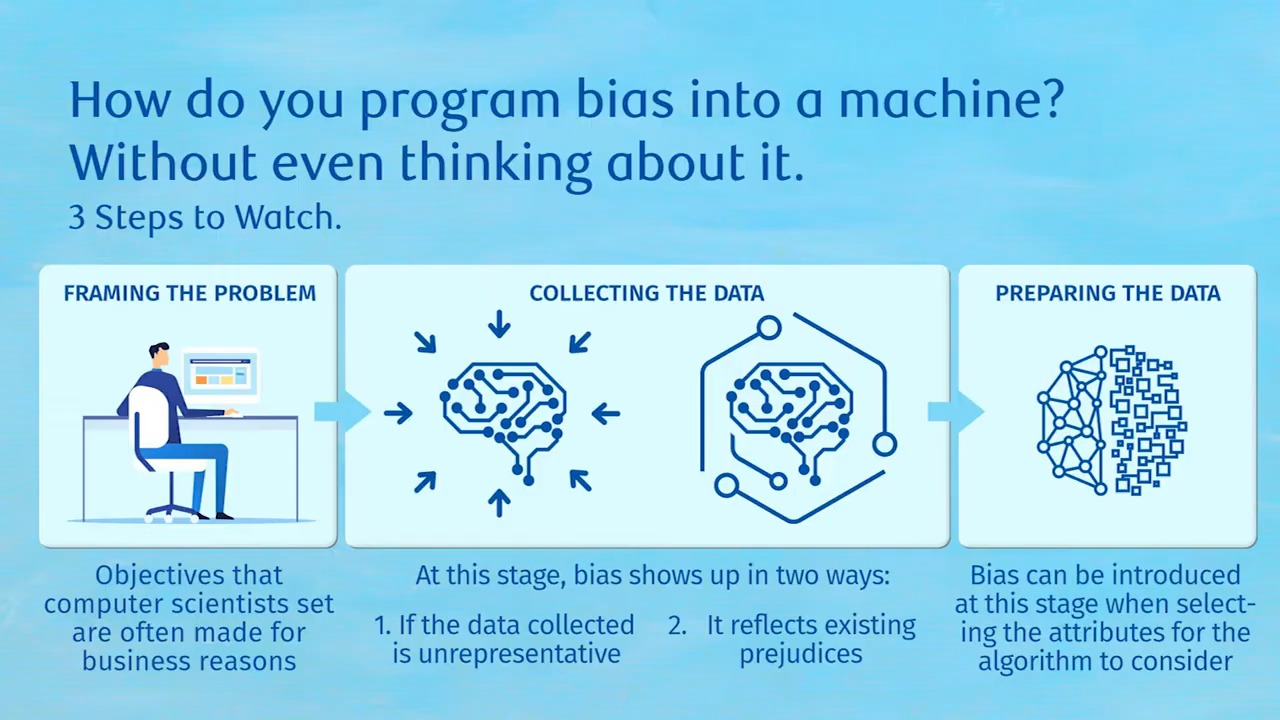 How do you program bias into a machine?
Without even thinking about it.
3 Steps to Watch.
FRAMING THE PROBLEM
Objectives that
computer scientists set
are often made for
business reasons
COLLECTING THE DATA
At this stage, bias shows up in two ways:
1. If the data collected
is unrepresentative
2. It reflects existing
prejudices
PREPARING THE DATA
Bias can be introduced
at this stage when select-
ing the attributes for the
algorithm to consider